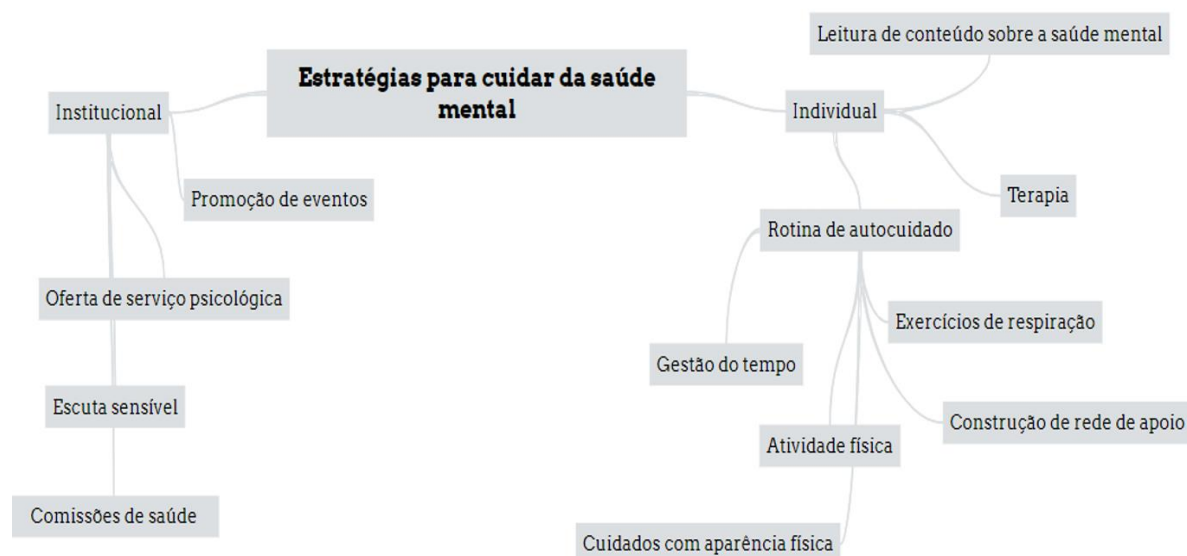 Estratégias para cuidar da saúde
mental
Institucional
Promoção de eventos
Oferta de serviço psicológica
Escuta sensível
Comissões de saúde
Individual
Leitura de conteúdo sobre a saúde mental
Terapia
Rotina de autocuidado
Gestão do tempo
Exercícios de respiração
Construção de rede de apoio
Atividade física
Cuidados com aparência física